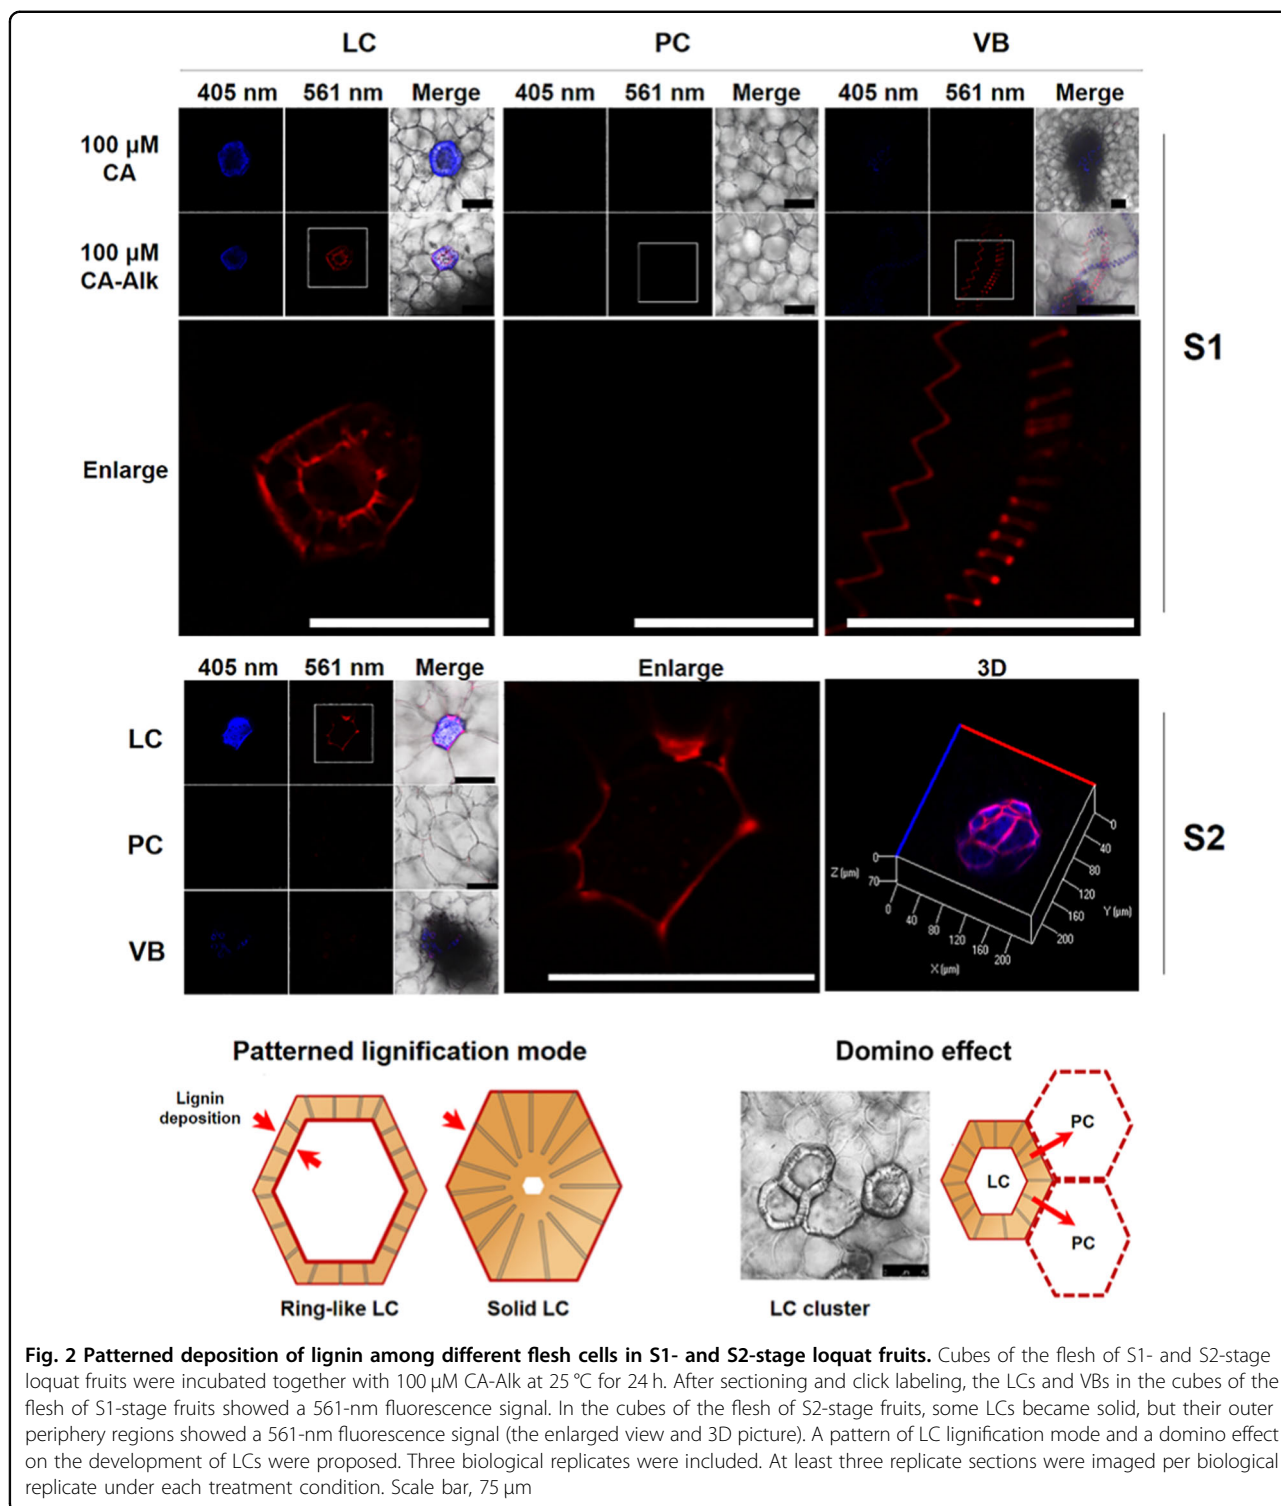 LC PC VB
405 nm 561 nm Merge 405 nm 561 nm Merge 405 nm 561 nm Merge
100 µM
CA
100 µM
CA-Alk
S1
Enlarge
405 nm 561 nm Merge Enlarge 3D
LC
PC
VB
S2
0
70
Z (µm)
0 40 80 120 160 200
X (µm)
0 40 80 120 160 200
Y (µm)
Patterned lignification mode
Domino effect
Lignin
deposition
PC
LC
PC
Ring-like LC
Solid LC
LC cluster
Fig. 2 Patterned deposition of lignin among different flesh cells in S1- and S2-stage loquat fruits. Cubes of the flesh of S1- and S2-stage
loquat fruits were incubated together with 100 µM CA-Alk at 25 °C for 24 h. After sectioning and click labeling, the LCs and VBs in the cubes of the
flesh of S1-stage fruits showed a 561-nm fluorescence signal. In the cubes of the flesh of S2-stage fruits, some LCs became solid, but their outer
periphery regions showed a 561-nm fluorescence signal (the enlarged view and 3D picture). A pattern of LC lignification mode and a domino effect
on the development of LCs were proposed. Three biological replicates were included. At least three replicate sections were imaged per biological
replicate under each treatment condition. Scale bar, 75 µm